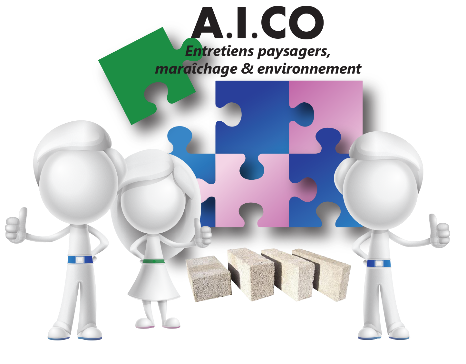 A.I.CO
Entretiens paysagers,
maraîchage & environnement